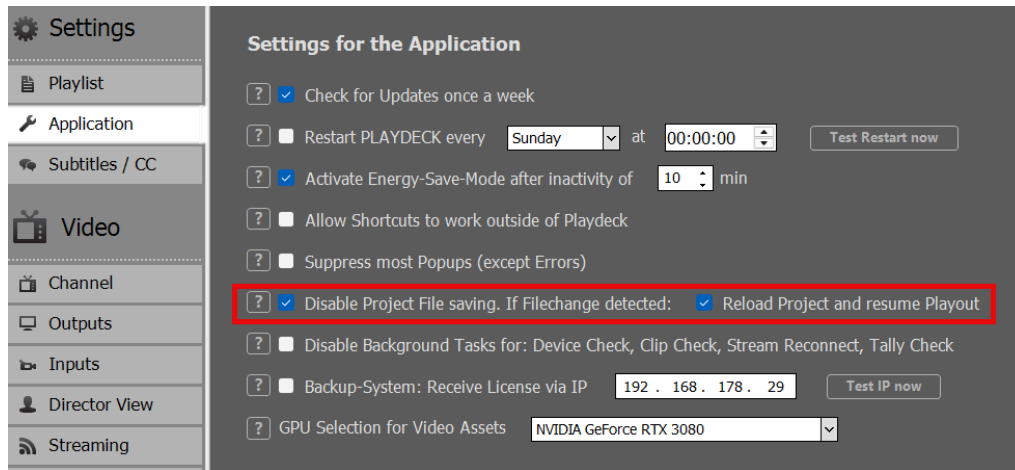 Settings
Playlist
Application
Subtitles / CC
Video
Channel
Outputs
Inputs
Director View
Streaming
Settings for the Application
? Check for Updates once a week
? Restart PLAYDECK every Sunday at 00:00:00 Test Restart now
? Activate Energy-Save-Mode after inactivity of 10 min
? Allow Shortcuts to work outside of Playdeck
? Suppress most Popups (except Errors)
? Disable Project File saving. If Filechange detected: Reload Project and resume Playout
? Disable Background Tasks for: Device Check, Clip Check, Stream Reconnect, Tally Check
? Backup-System: Receive License via IP 192 . 168 . 178 . 29 Test IP now
? GPU Selection for Video Assets NVIDIA GeForce RTX 3080